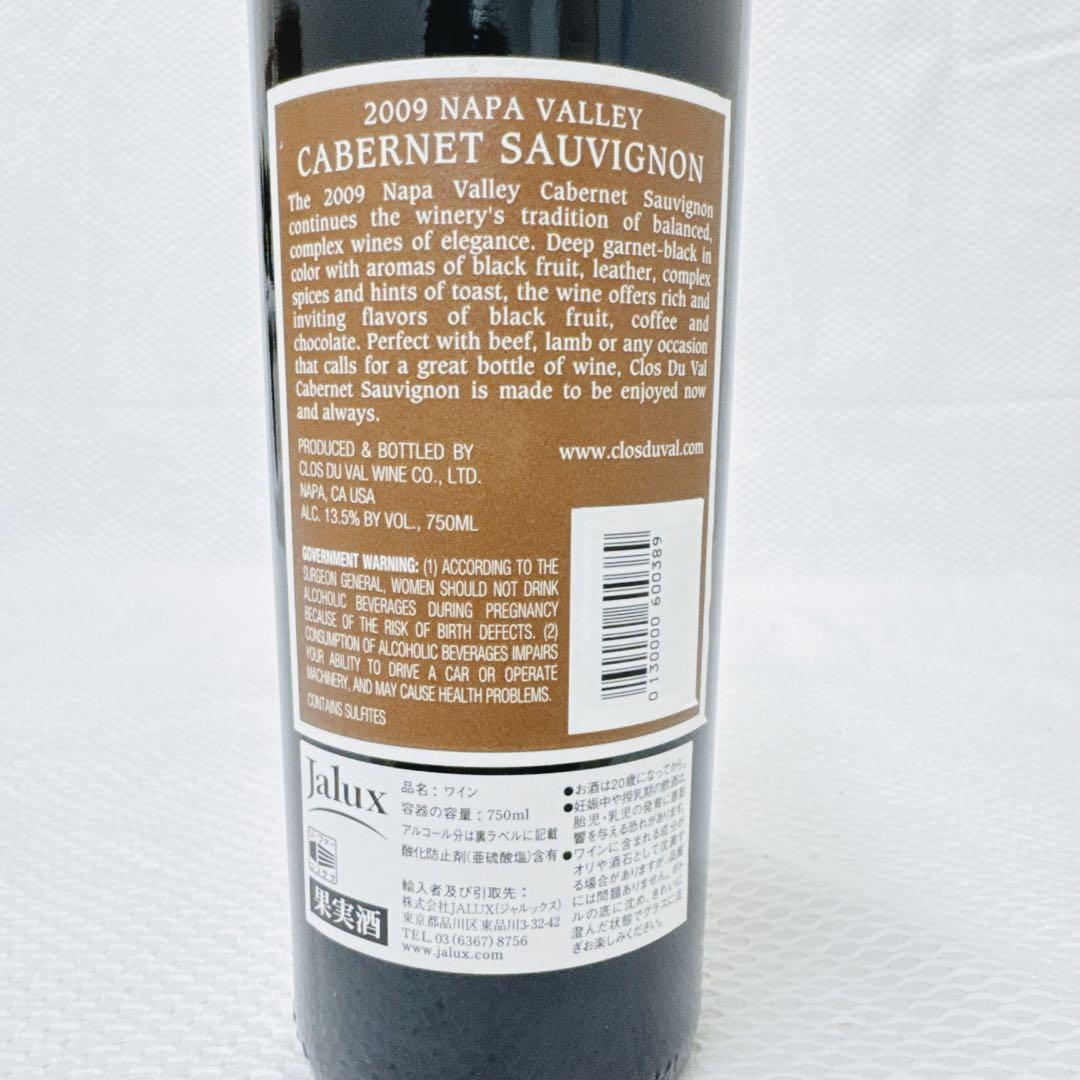 2009 NAPA VALLEY
CABERNET SAUVIGNON
The 2009 Napa Valley Cabernet Sauvignon
continues the winery's tradition of balanced,
complex wines of elegance. Deep garnet-black in
color with aromas of black fruit, leather, complex
spices and hints of toast, the wine offers rich and
inviting flavors of black fruit, coffee and
chocolate. Perfect with beef, lamb or any occasion
that calls for a great bottle of wine, Clos Du Val
Cabernet Sauvignon is made to be enjoyed now
and always.
PRODUCED & BOTTLED BY
CLOS DU VAL WINE CO., LTD.
NAPA, CA USA
ALC. 13.5% BY VOL., 750ML
www.closduval.com
GOVERNMENT WARNING: (1) ACCORDING TO THE
SURGEON GENERAL, WOMEN SHOULD NOT DRINK
ALCOHOLIC BEVERAGES DURING PREGNANCY
BECAUSE OF THE RISK OF BIRTH DEFECTS. (2)
CONSUMPTION OF ALCOHOLIC BEVERAGES IMPAIRS
YOUR ABILITY TO DRIVE A CAR OR OPERATE
MACHINERY, AND MAY CAUSE HEALTH PROBLEMS.
CONTAINS SULFITES
0130000 600389
Jalux
果実酒
品名：ワイン
容器の容量：750ml
アルコール分は裏ラベルに記載
酸化防止剤(亜硫酸塩)含有
輸入者及び引取先：
株式会社JALUX(ジャルックス)
東京都品川区東品川3-32-42
TEL.03(6367)8756
www.jalux.com
●お酒は20歳になってから。
●妊娠中や授乳期の飲酒は、
胎児・乳児の発育に悪影
響を与える恐れがあります。
●ワインに含まれる成分が
オリや酒石として沈澱す
る場合がありますが、品質
には問題ありません。ボト
ルの底に沈め、きれいに
澄んだ状態でグラスに注
ぎお楽しみください。